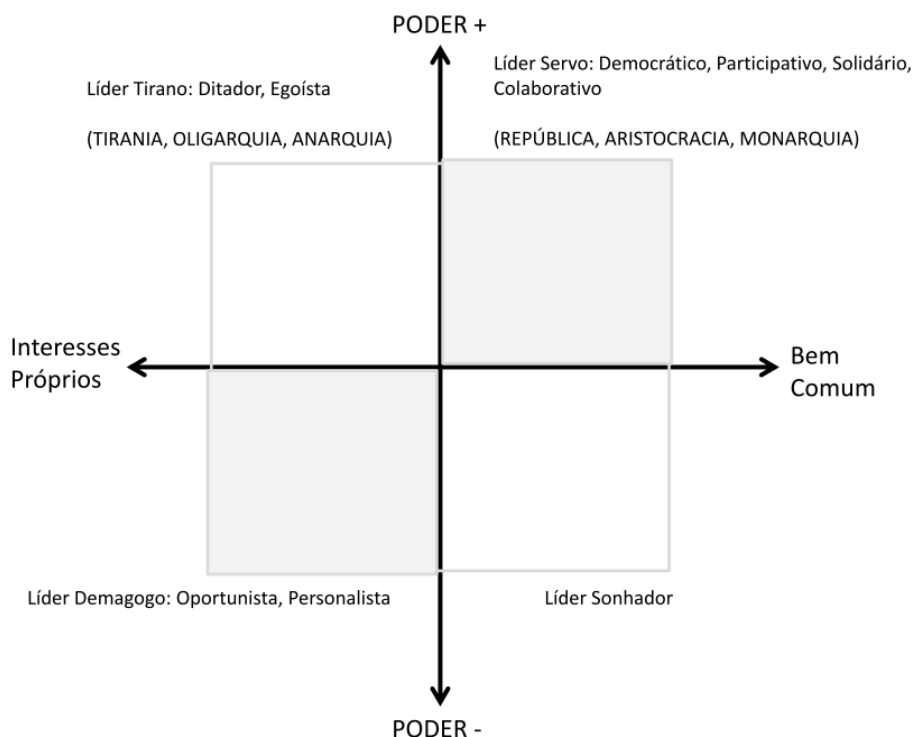 PODER +
Líder Tirano: Ditador, Egoísta
(TIRANIA, OLIGARQUIA, ANARQUIA)
Líder Servo: Democrático, Participativo, Solidário,
Colaborativo
(REPÚBLICA, ARISTOCRACIA, MONARQUIA)
Interesses
Próprios
Bem
Comum
Líder Demagogo: Oportunista, Personalista
Líder Sonhador
PODER -